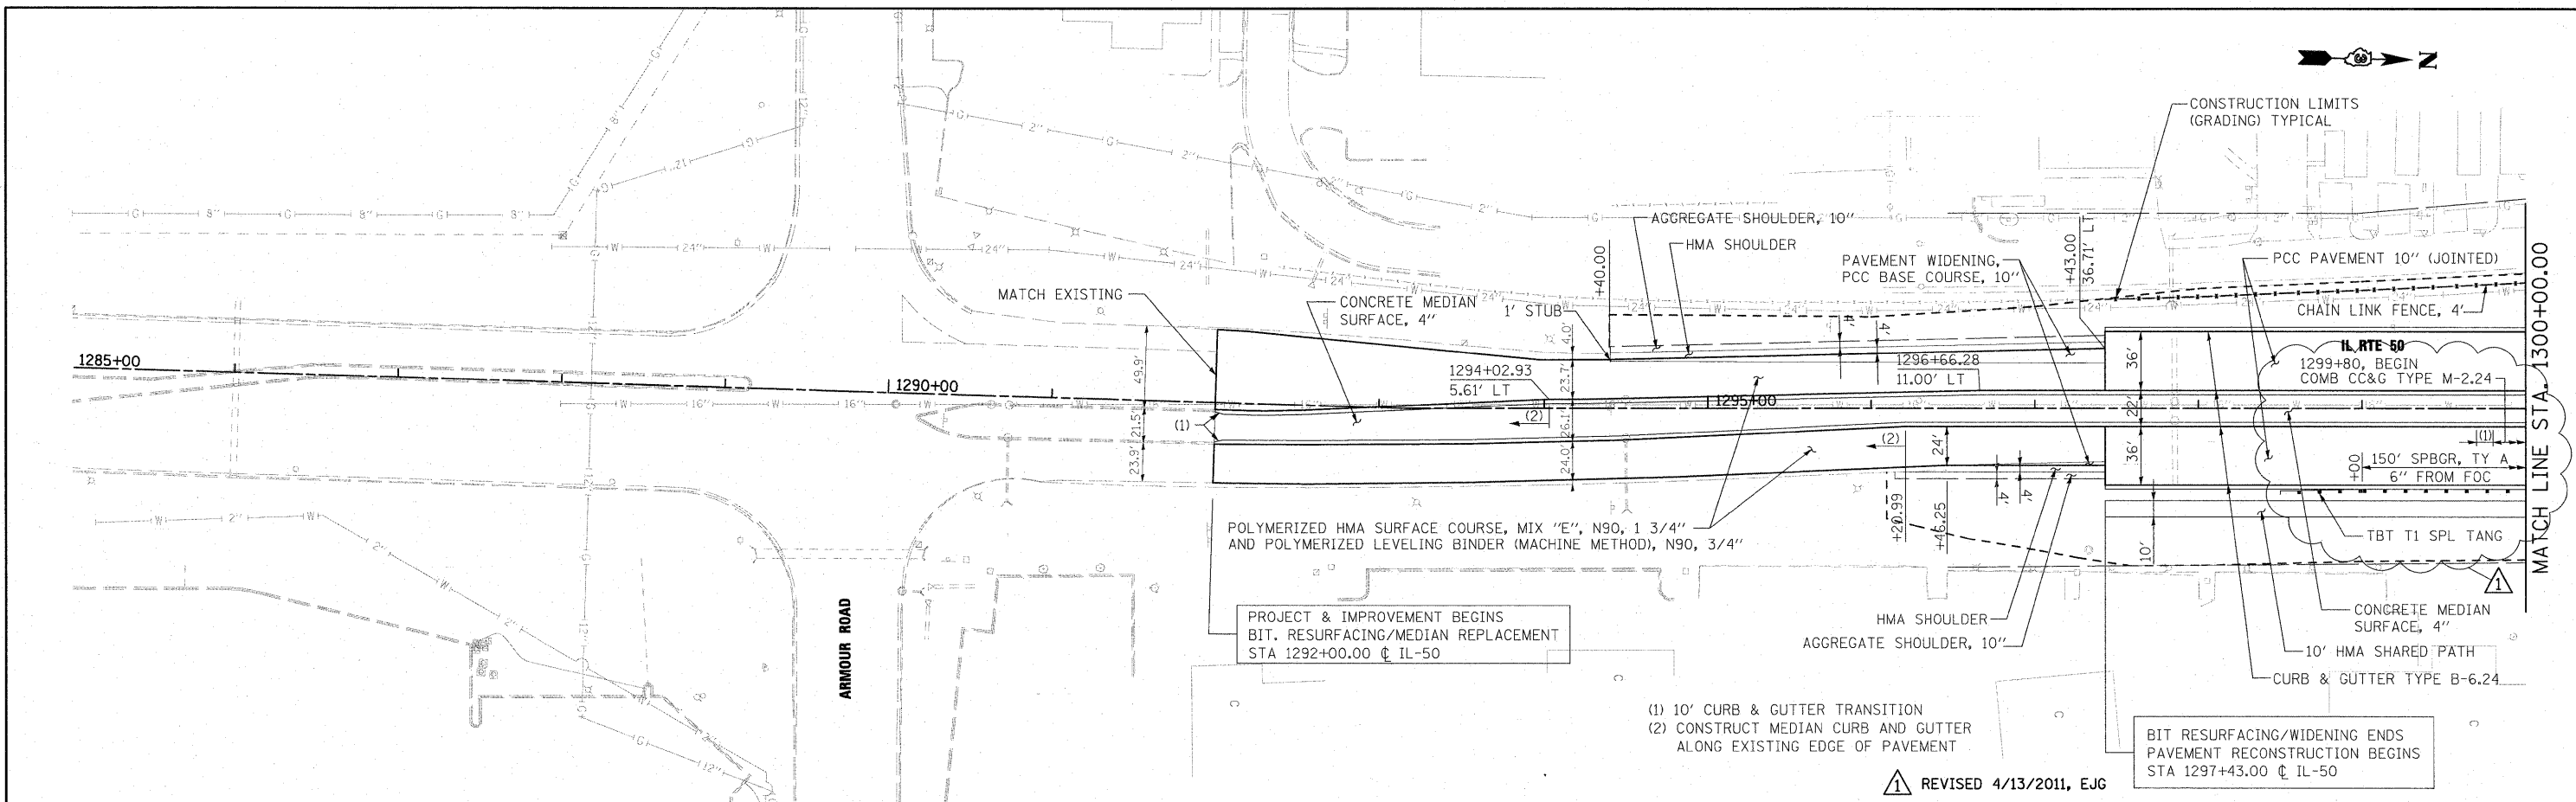 N
CONSTRUCTION LIMITS
(GRADING) TYPICAL
AGGREGATE SHOULDER, 10"
HMA SHOULDER
PAVEMENT WIDENING,
PCC BASE COURSE, 10"
+40.00
+43.00
36.71' LT
PCC PAVEMENT 10" (JOINTED)
CHAIN LINK FENCE, 4'
MATCH EXISTING
CONCRETE MEDIAN
SURFACE, 4"
1' STUB
4.0'
4'
4'
1285+00
1290+00
1295+00
49.9'
21.5'
23.9'
(1)
1294+02.93
5.61' LT
(2)
23.7'
26.1'
24.0'
1296+66.28
11.00' LT
(2)
24'
4'
4'
36'
22'
36'
10'
IL RTE 50
1299+80, BEGIN
COMB CC&G TYPE M-2.24
(1)
+00
150' SPBGR, TY A
6" FROM FOC
TBT T1 SPL TANG
MATCH LINE STA. 1300+00.00
+20.99
+46.25
POLYMERIZED HMA SURFACE COURSE, MIX "E", N90, 1 3/4"
AND POLYMERIZED LEVELING BINDER (MACHINE METHOD), N90, 3/4"
ARMOUR ROAD
PROJECT & IMPROVEMENT BEGINS
BIT. RESURFACING/MEDIAN REPLACEMENT
STA 1292+00.00 ℄ IL-50
HMA SHOULDER
AGGREGATE SHOULDER, 10"
1
CONCRETE MEDIAN
SURFACE, 4"
10' HMA SHARED PATH
CURB & GUTTER TYPE B-6.24
(1) 10' CURB & GUTTER TRANSITION
(2) CONSTRUCT MEDIAN CURB AND GUTTER
ALONG EXISTING EDGE OF PAVEMENT
BIT RESURFACING/WIDENING ENDS
PAVEMENT RECONSTRUCTION BEGINS
STA 1297+43.00 ℄ IL-50
1 REVISED 4/13/2011, EJG